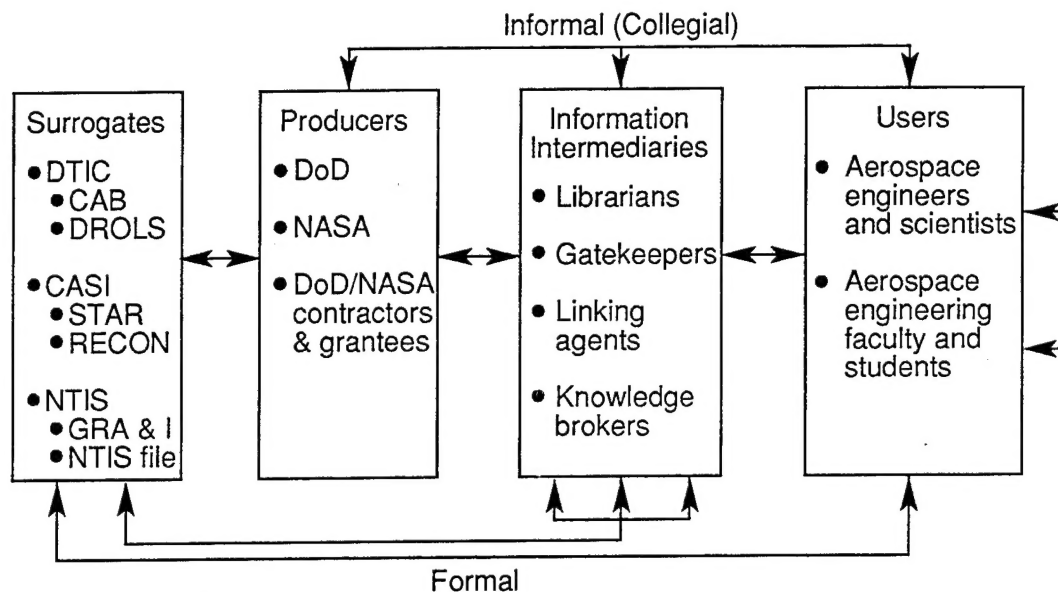 Informal (Collegial)
Surrogates
● DTIC
● CAB
● DROLS
● CASI
● STAR
● RECON
● NTIS
● GRA & I
● NTIS file
Producers
● DoD
● NASA
● DoD/NASA
contractors
& grantees
Information
Intermediaries
● Librarians
● Gatekeepers
● Linking
agents
● Knowledge
brokers
Users
● Aerospace
engineers
and scientists
● Aerospace
engineering
faculty and
students
Formal